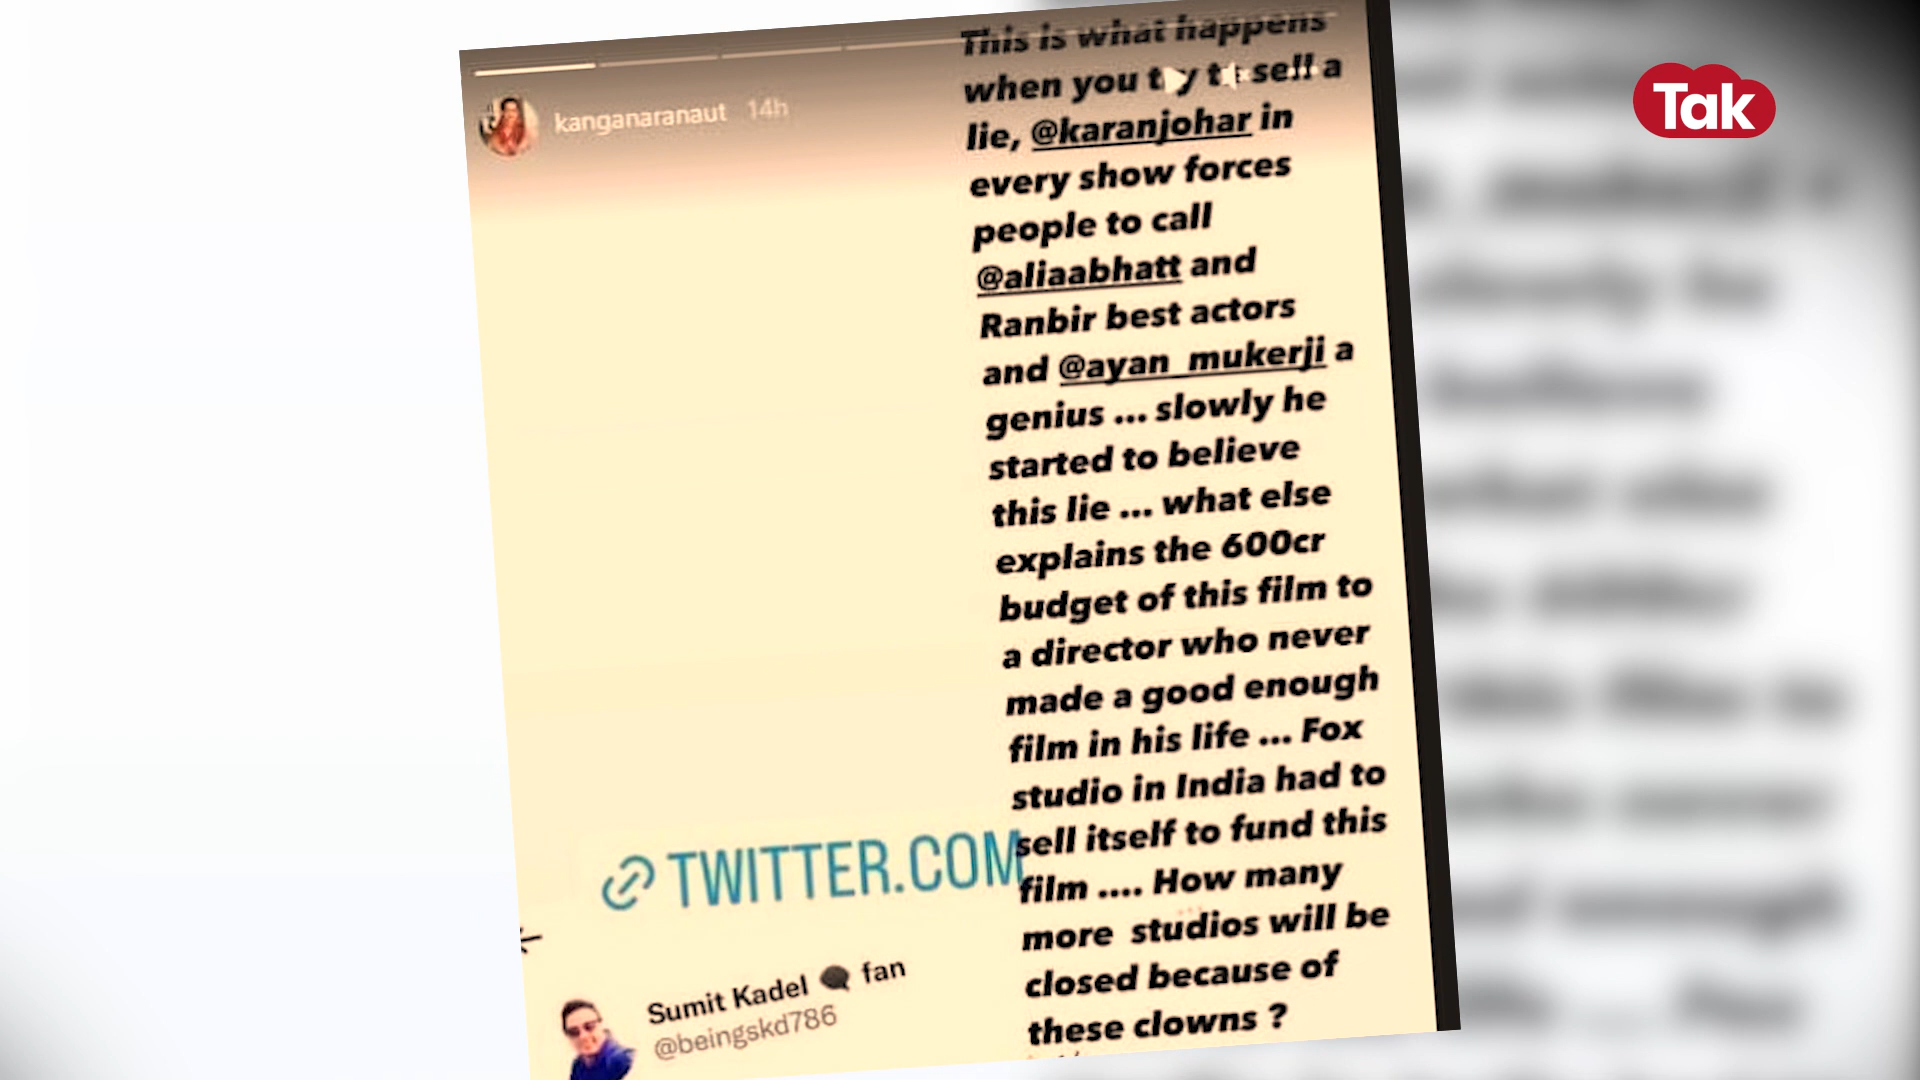 Tak
kanganaranaut 14h
This is what happens
when you try to sell a
lie, @karanjohar in
every show forces
people to call
@aliaabhatt and
Ranbir best actors
and @ayan_mukerji a
genius ... slowly he
started to believe
this lie ... what else
explains the 600cr
budget of this film to
a director who never
made a good enough
film in his life ... Fox
studio in India had to
sell itself to fund this
film .... How many
more studios will be
closed because of
these clowns ?
TWITTER.COM
Sumit Kadel 🗨 fan
@beingskd786